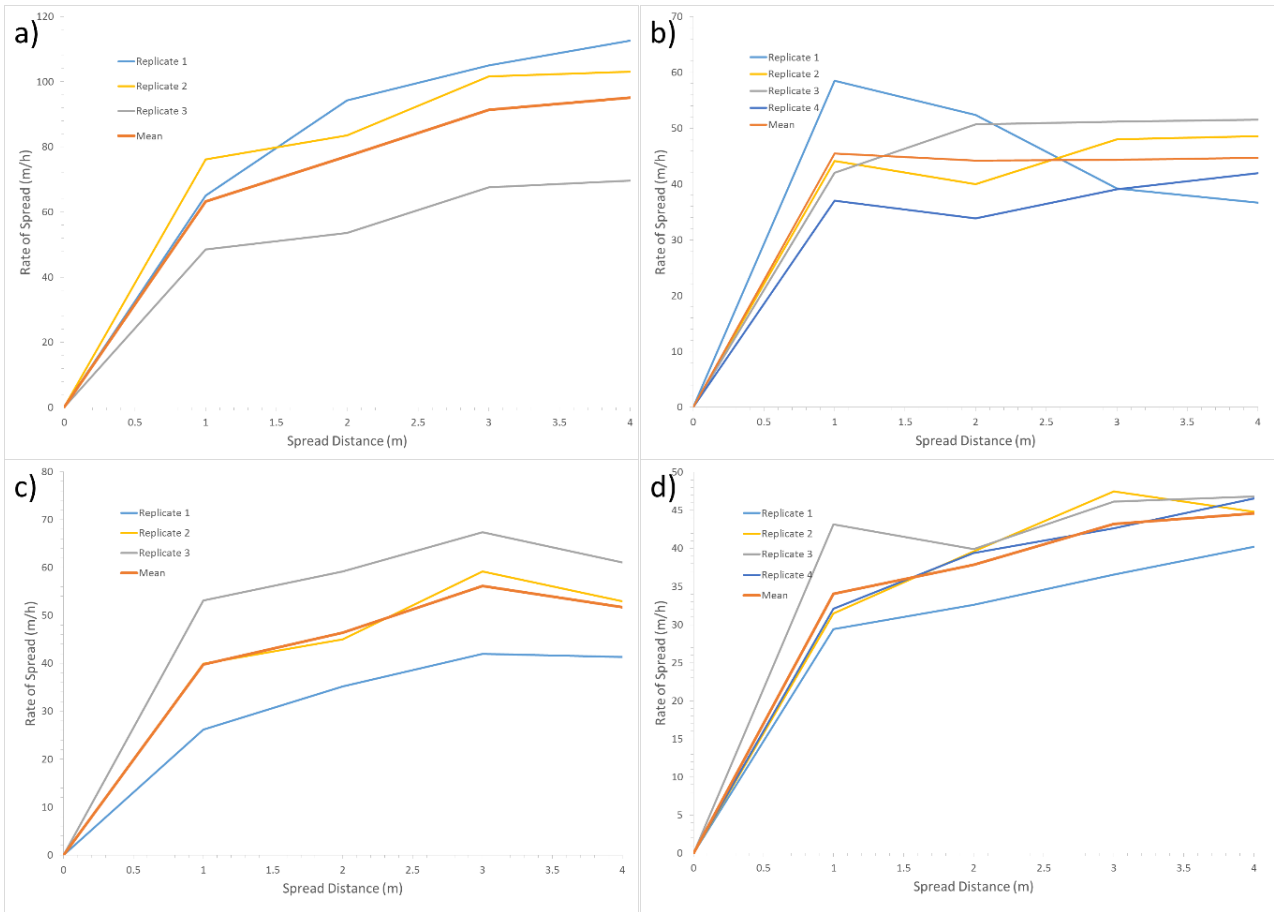 a)
120
100
80
60
40
20
0
Rate of Spread (m/h)
Replicate 1
Replicate 2
Replicate 3
Mean
0 0.5 1 1.5 2 2.5 3 3.5 4
Spread Distance (m)
b)
70
60
50
40
30
20
10
0
Rate of Spread (m/h)
Replicate 1
Replicate 2
Replicate 3
Replicate 4
Mean
0 0.5 1 1.5 2 2.5 3 3.5 4
Spread Distance (m)
c)
80
70
60
50
40
30
20
10
0
Rate of Spread (m/h)
Replicate 1
Replicate 2
Replicate 3
Mean
0 0.5 1 1.5 2 2.5 3 3.5 4
Spread Distance (m)
d)
50
45
40
35
30
25
20
15
10
5
0
Rate of Spread (m/h)
Replicate 1
Replicate 2
Replicate 3
Replicate 4
Mean
0 0.5 1 1.5 2 2.5 3 3.5 4
Spread Distance (m)